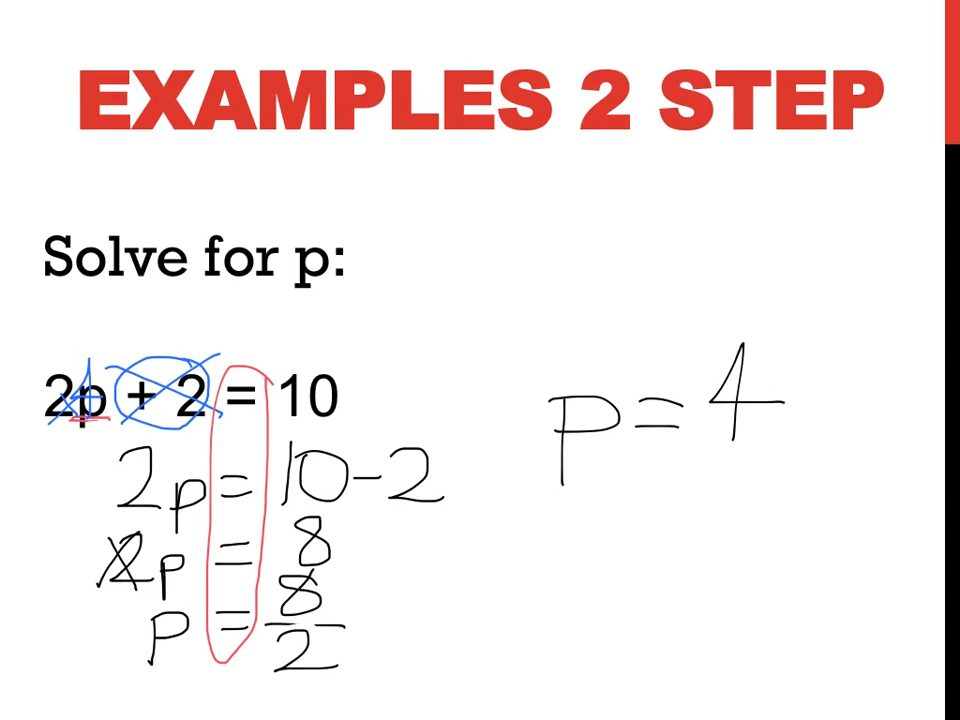 EXAMPLES 2 STEP
Solve for p:
2p + 2 = 10
2p = 10 - 2
2p = 8
p = 8/2
p = 4